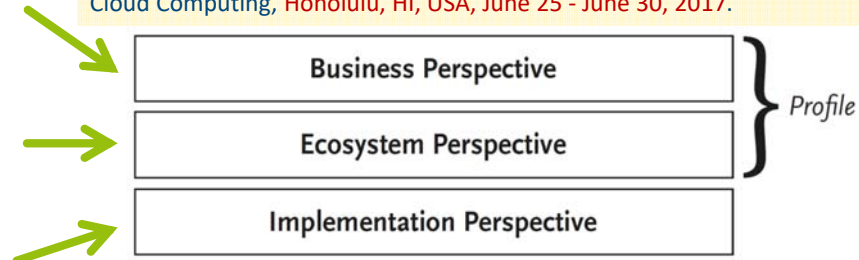 Cloud Computing, Honolulu, HI, USA, June 25 - June 30, 2017.
Business Perspective
Profile
Ecosystem Perspective
Implementation Perspective